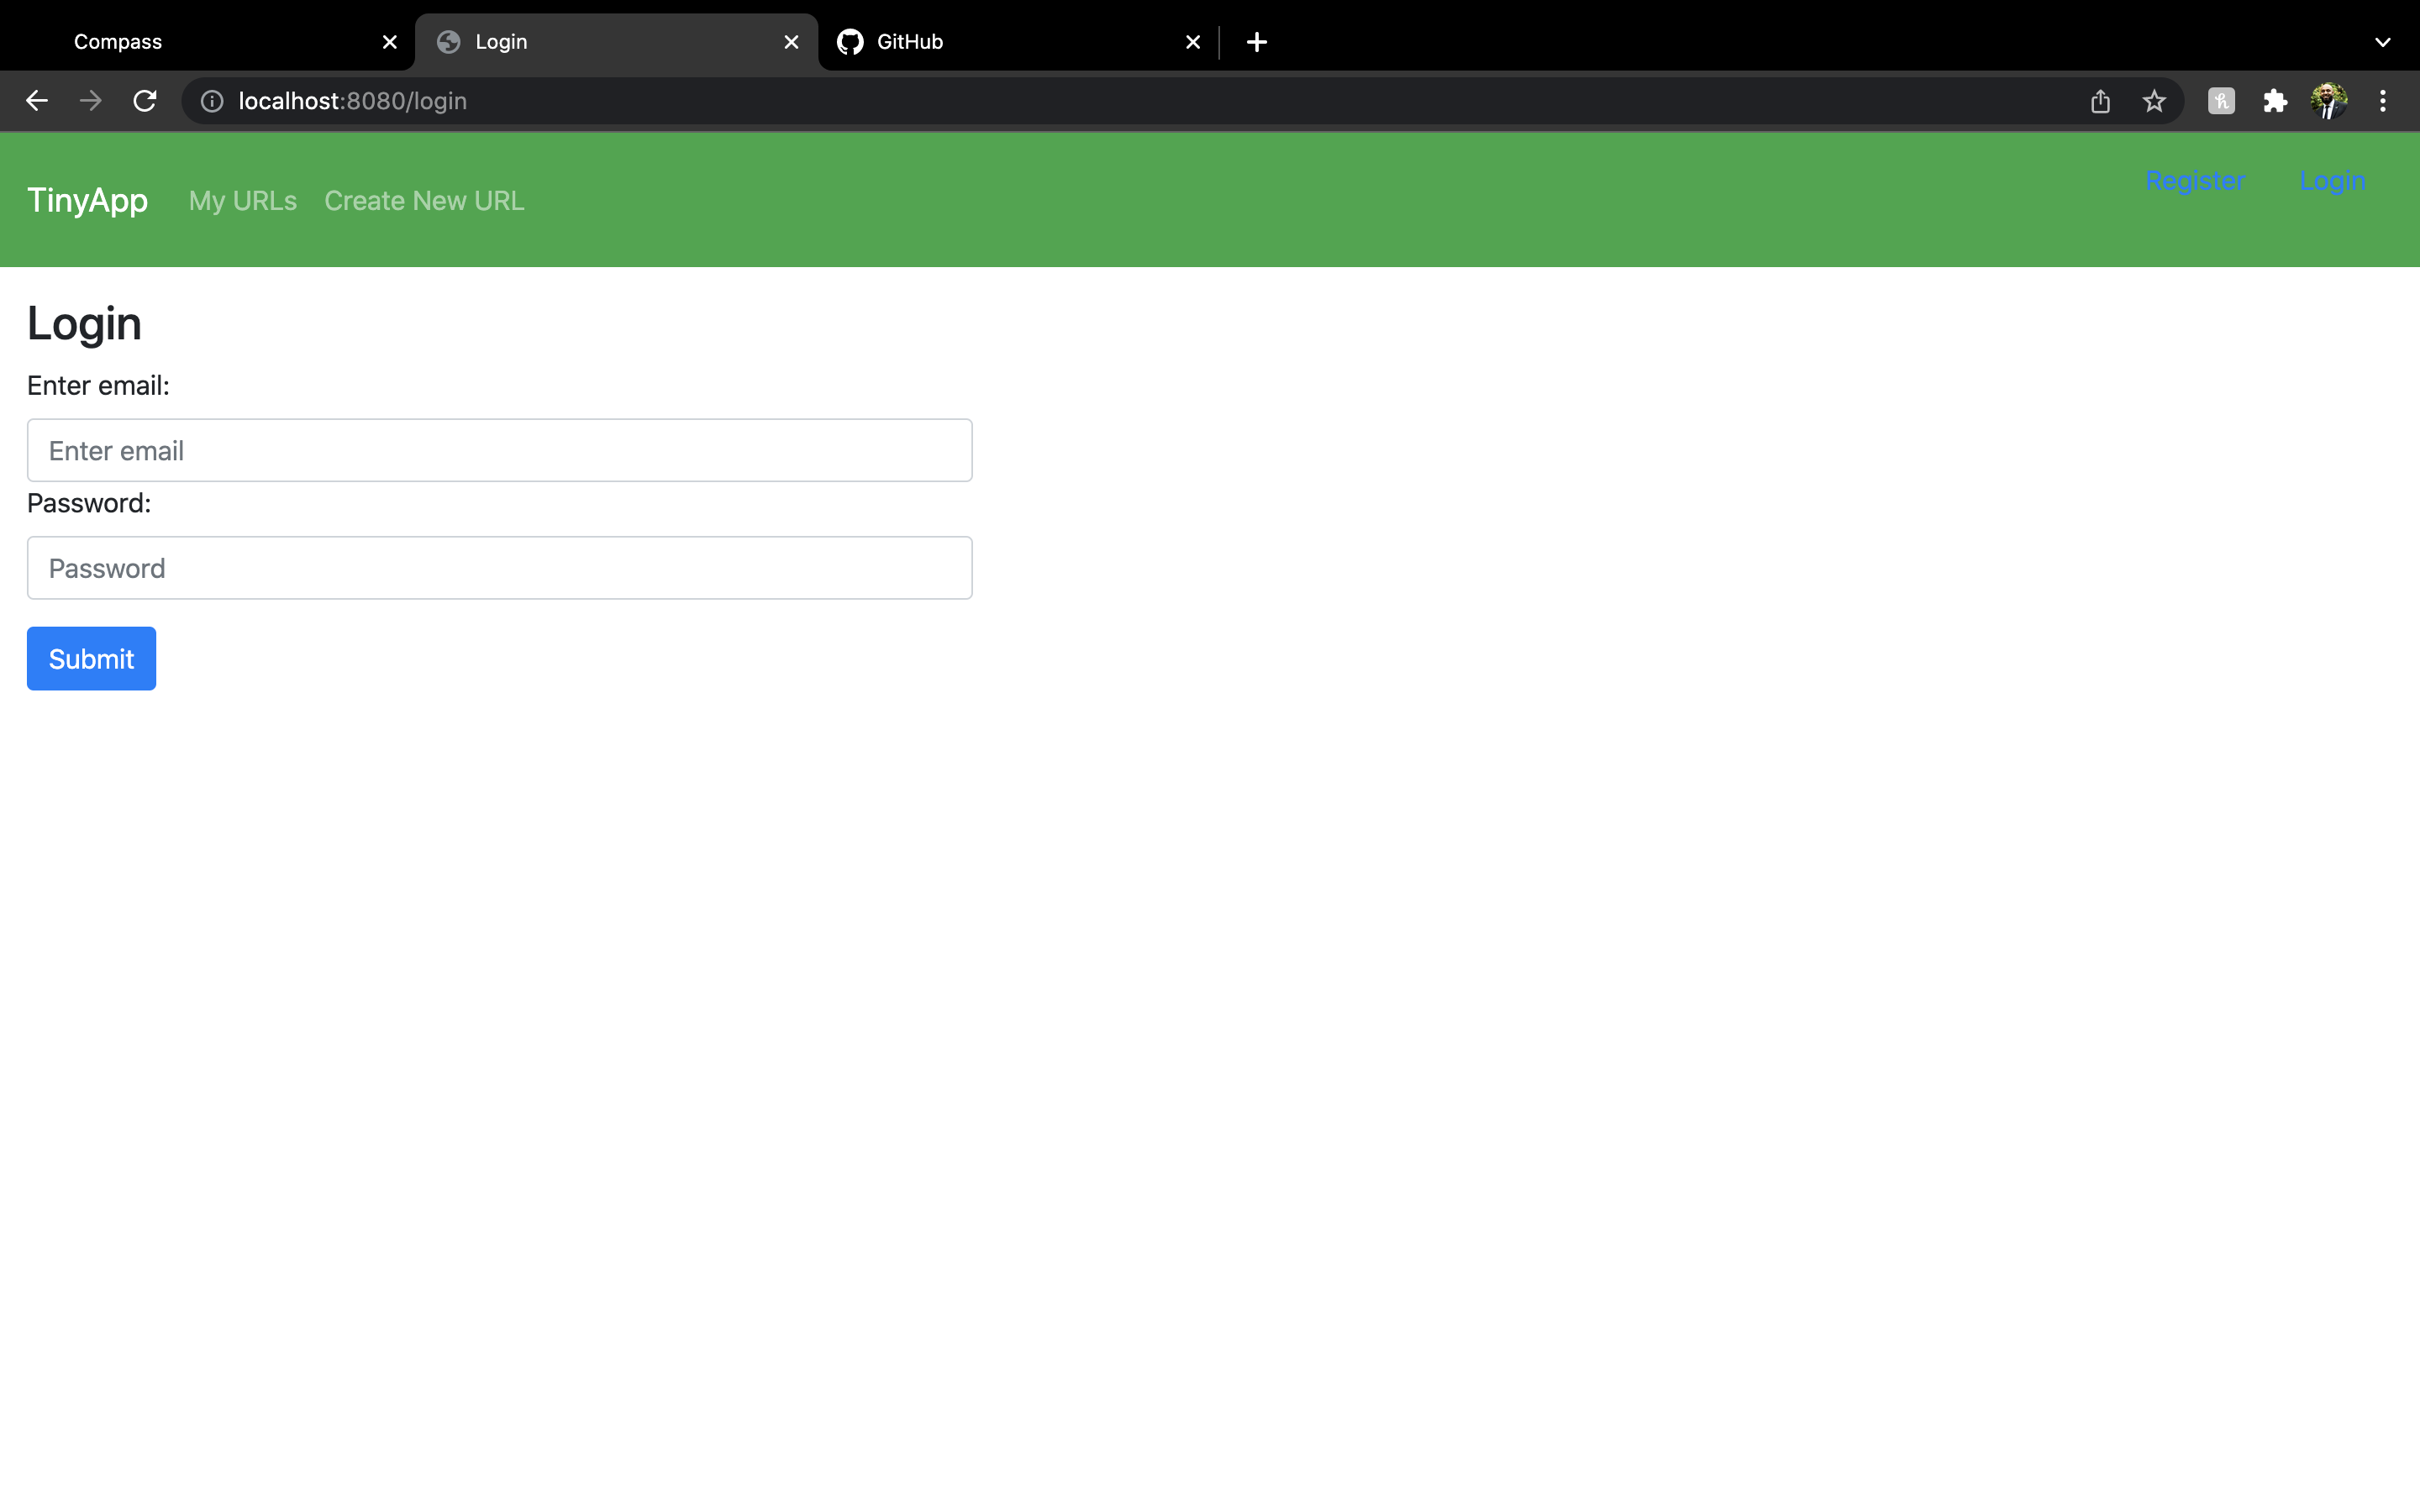 Compass Login GitHub
localhost:8080/login
TinyApp My URLs Create New URL Register Login
Login
Enter email:
Enter email
Password:
Password
Submit